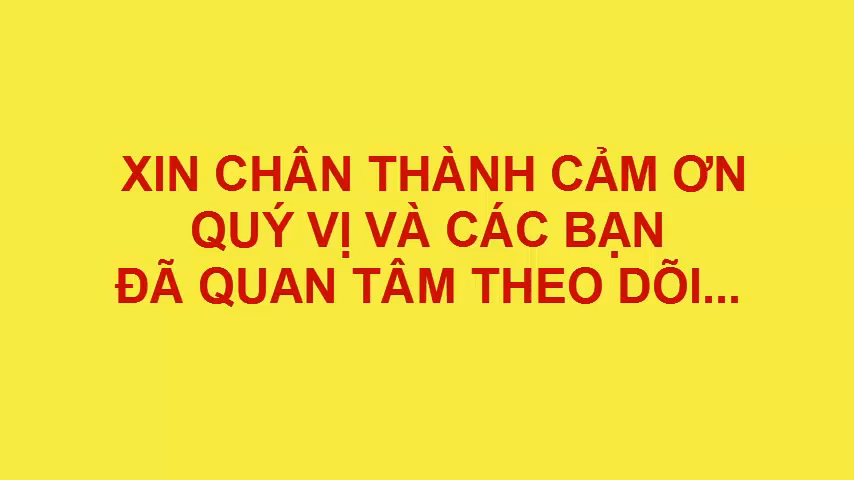 XIN CHÂN THÀNH CẢM ƠN
QUÝ VỊ VÀ CÁC BẠN
ĐÃ QUAN TÂM THEO DÕI...